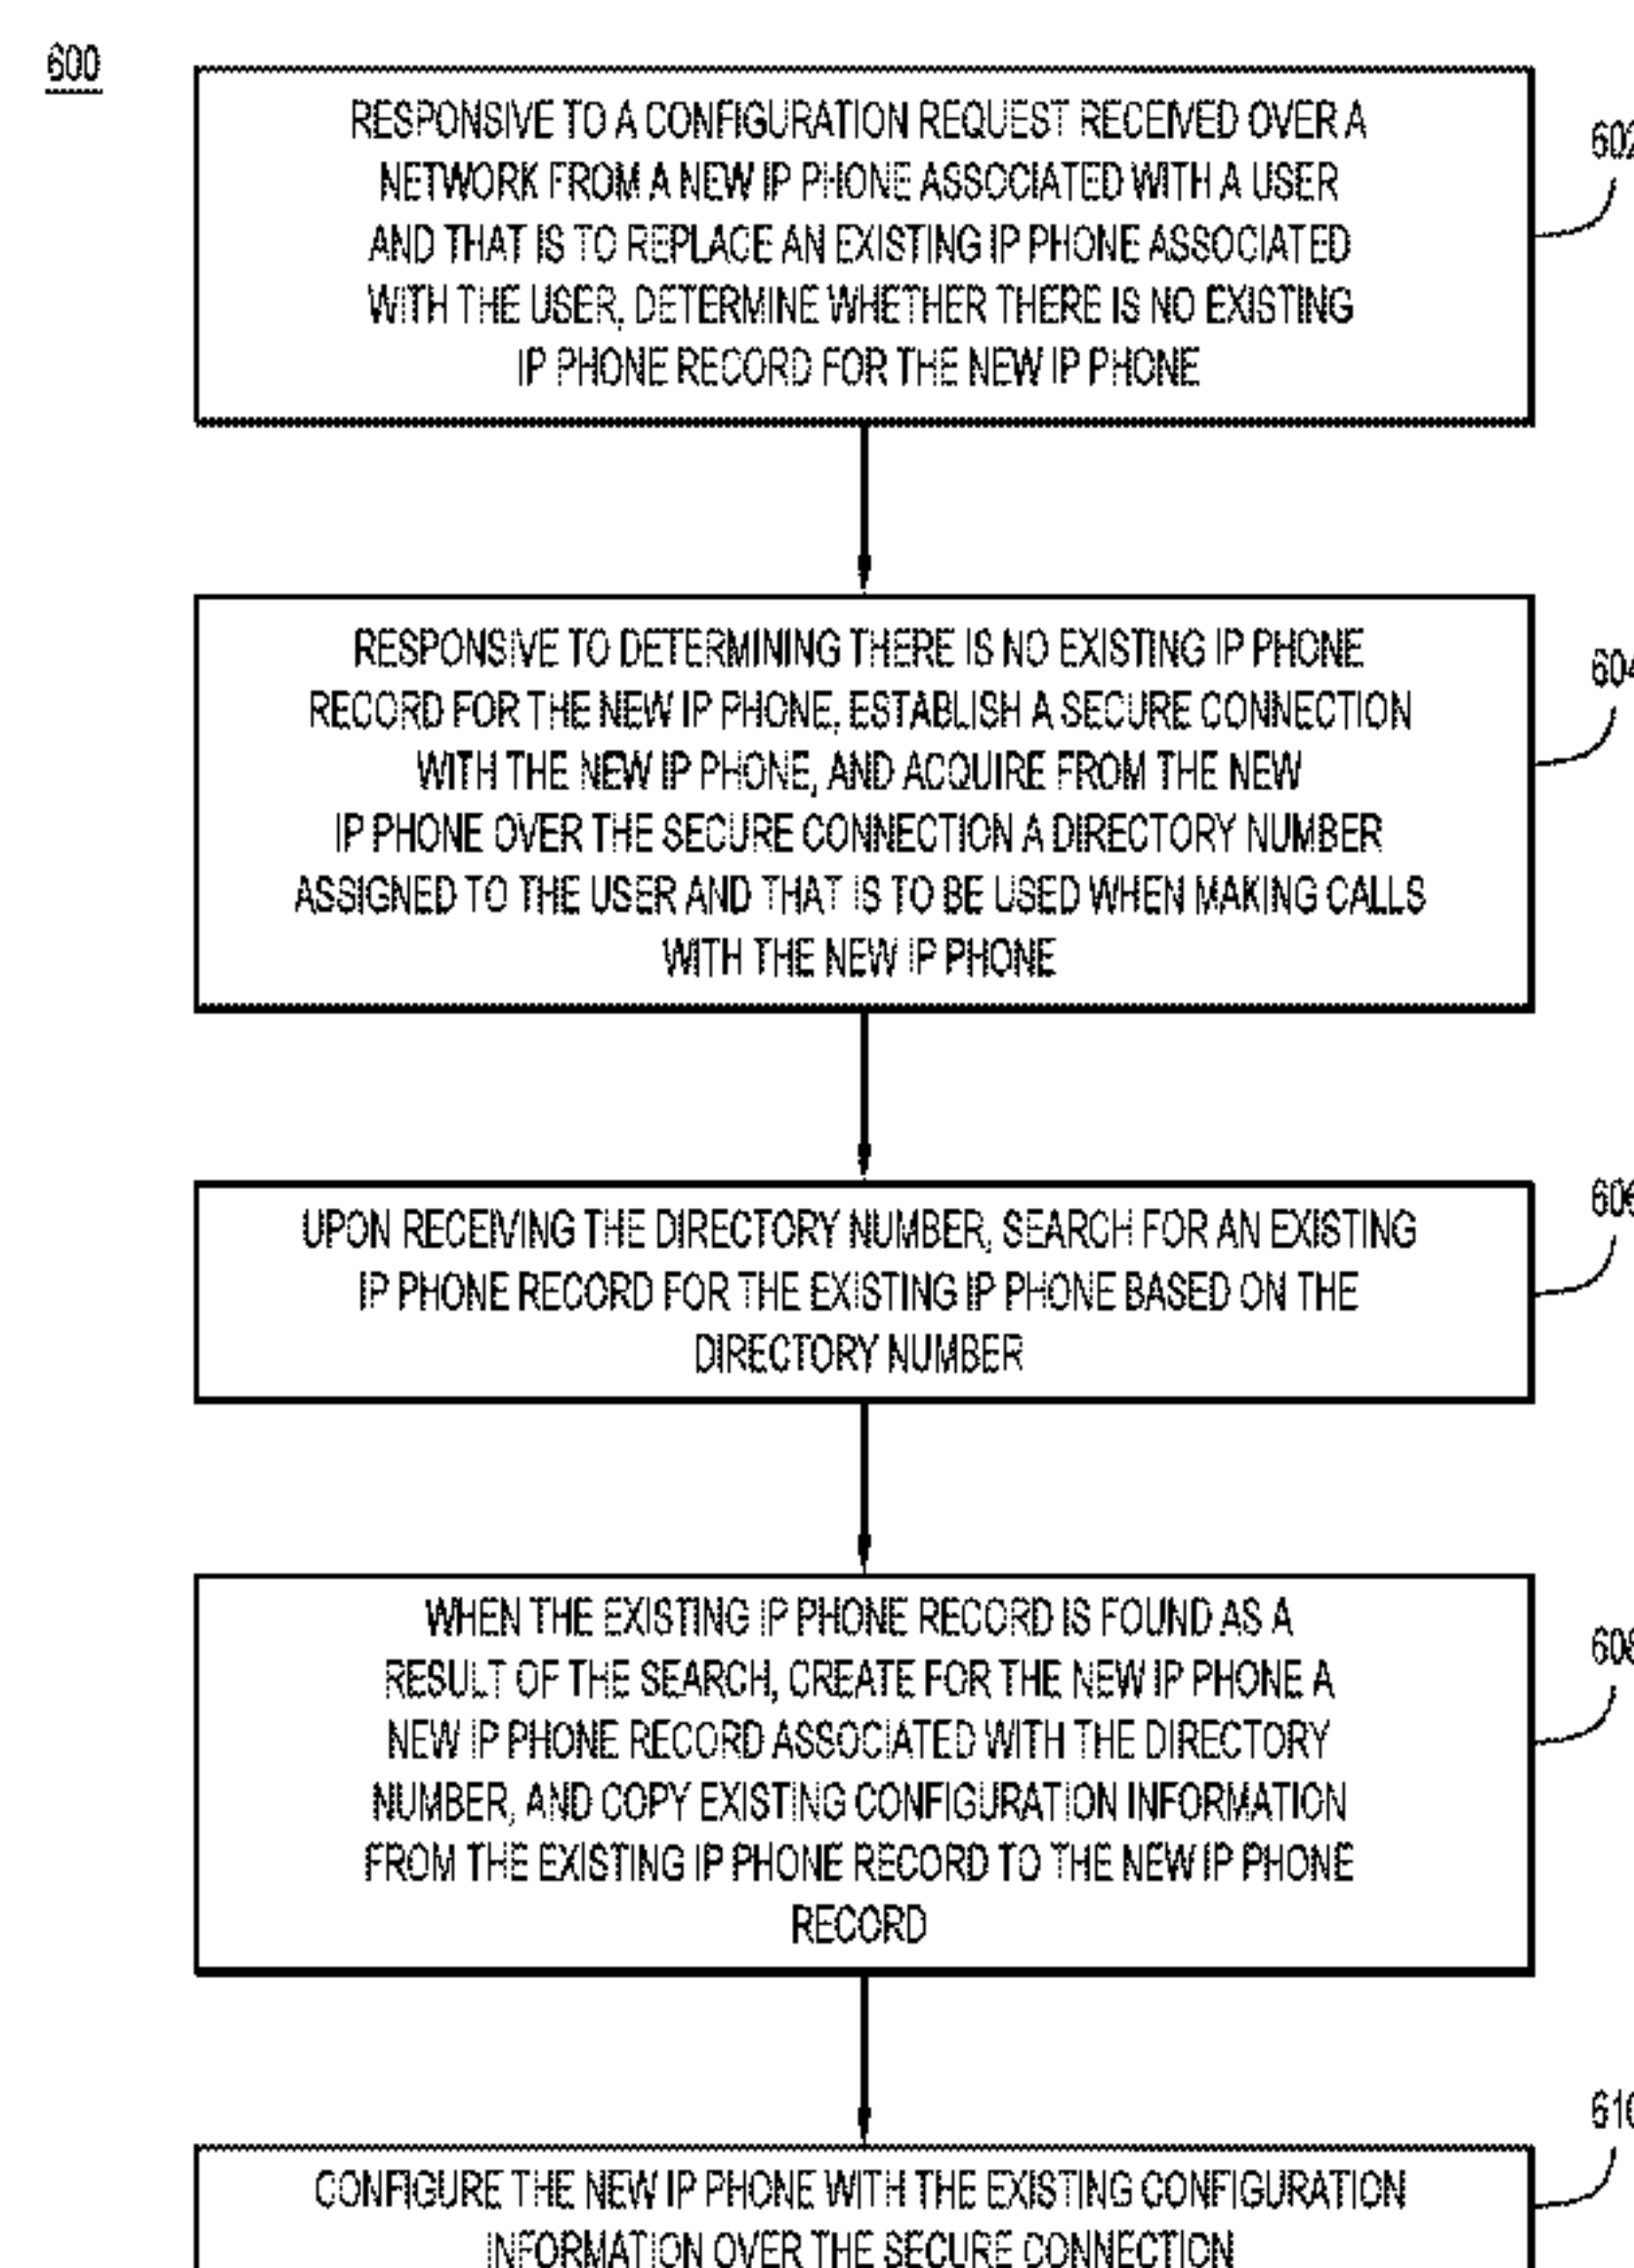 600
RESPONSIVE TO A CONFIGURATION REQUEST RECEIVED OVER A
NETWORK FROM A NEW IP PHONE ASSOCIATED WITH A USER
AND THAT IS TO REPLACE AN EXISTING IP PHONE ASSOCIATED
WITH THE USER, DETERMINE WHETHER THERE IS NO EXISTING
IP PHONE RECORD FOR THE NEW IP PHONE
602
RESPONSIVE TO DETERMINING THERE IS NO EXISTING IP PHONE
RECORD FOR THE NEW IP PHONE, ESTABLISH A SECURE CONNECTION
WITH THE NEW IP PHONE, AND ACQUIRE FROM THE NEW
IP PHONE OVER THE SECURE CONNECTION A DIRECTORY NUMBER
ASSIGNED TO THE USER AND THAT IS TO BE USED WHEN MAKING CALLS
WITH THE NEW IP PHONE
604
UPON RECEIVING THE DIRECTORY NUMBER, SEARCH FOR AN EXISTING
IP PHONE RECORD FOR THE EXISTING IP PHONE BASED ON THE
DIRECTORY NUMBER
606
WHEN THE EXISTING IP PHONE RECORD IS FOUND AS A
RESULT OF THE SEARCH, CREATE FOR THE NEW IP PHONE A
NEW IP PHONE RECORD ASSOCIATED WITH THE DIRECTORY
NUMBER, AND COPY EXISTING CONFIGURATION INFORMATION
FROM THE EXISTING IP PHONE RECORD TO THE NEW IP PHONE
RECORD
608
CONFIGURE THE NEW IP PHONE WITH THE EXISTING CONFIGURATION
INFORMATION OVER THE SECURE CONNECTION
610